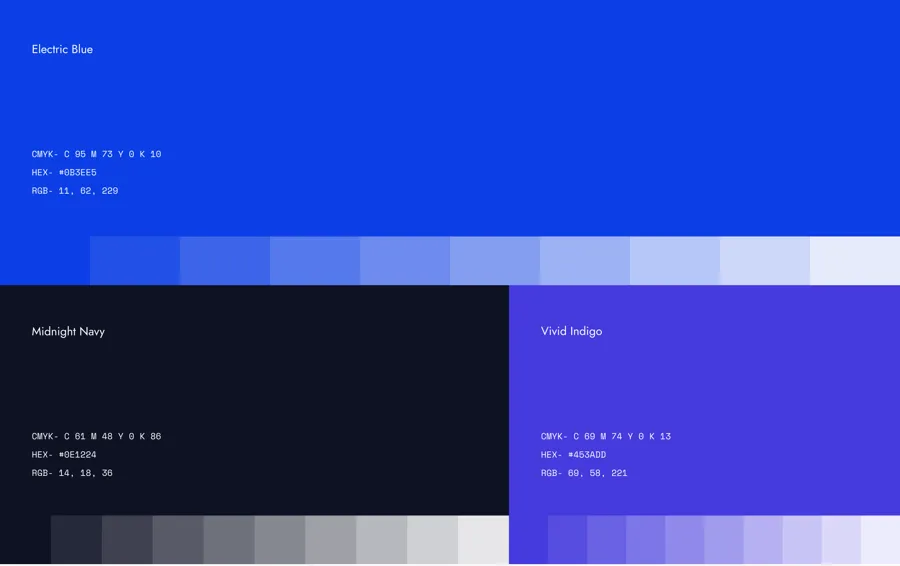 Electric Blue
CMYK- C 95 M 73 Y 0 K 10
HEX- #0B3EE5
RGB- 11, 62, 229
Midnight Navy
CMYK- C 61 M 48 Y 0 K 86
HEX- #0E1224
RGB- 14, 18, 36
Vivid Indigo
CMYK- C 69 M 74 Y 0 K 13
HEX- #453ADD
RGB- 69, 58, 221